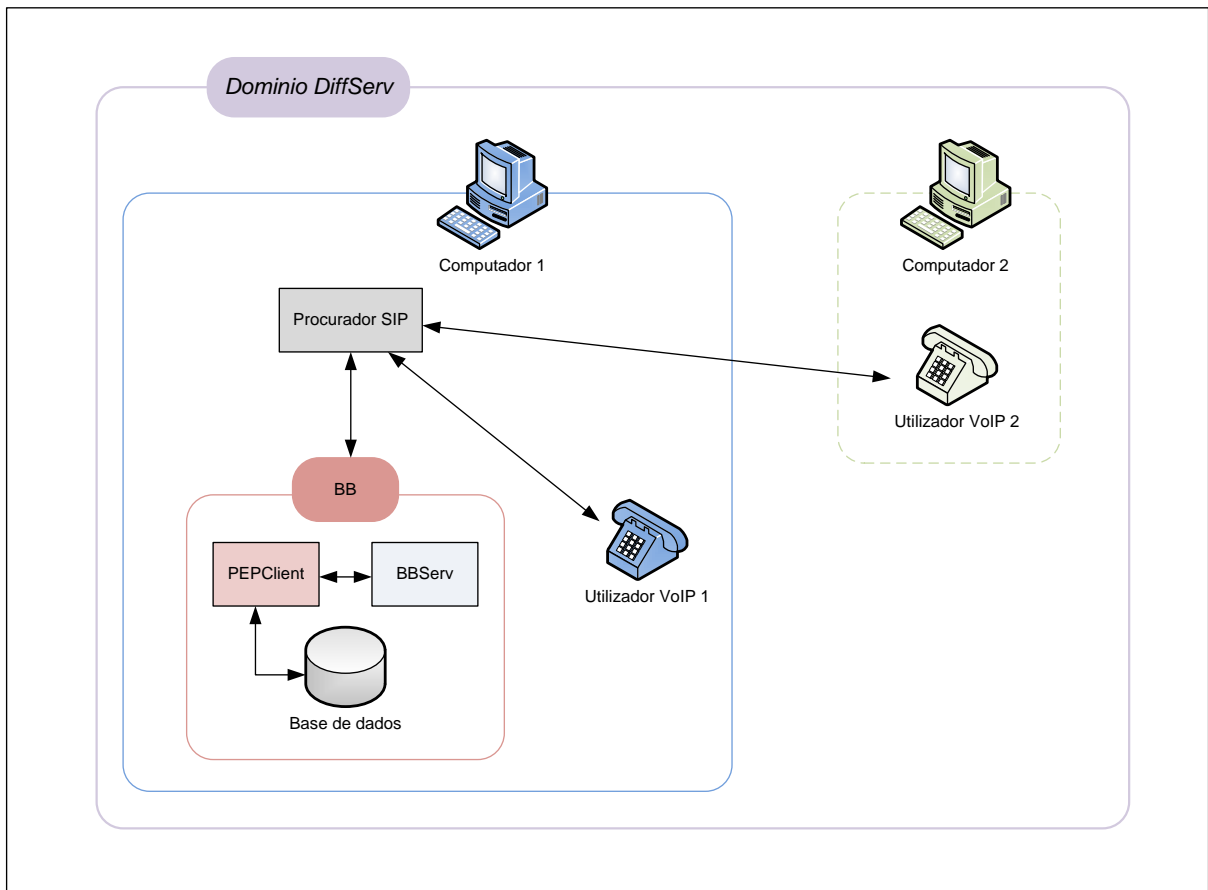 Dominio DiffServ
Computador 1
Computador 2
Procurador SIP
Utilizador VoIP 2
BB
PEPClient
BBServ
Utilizador VoIP 1
Base de dados